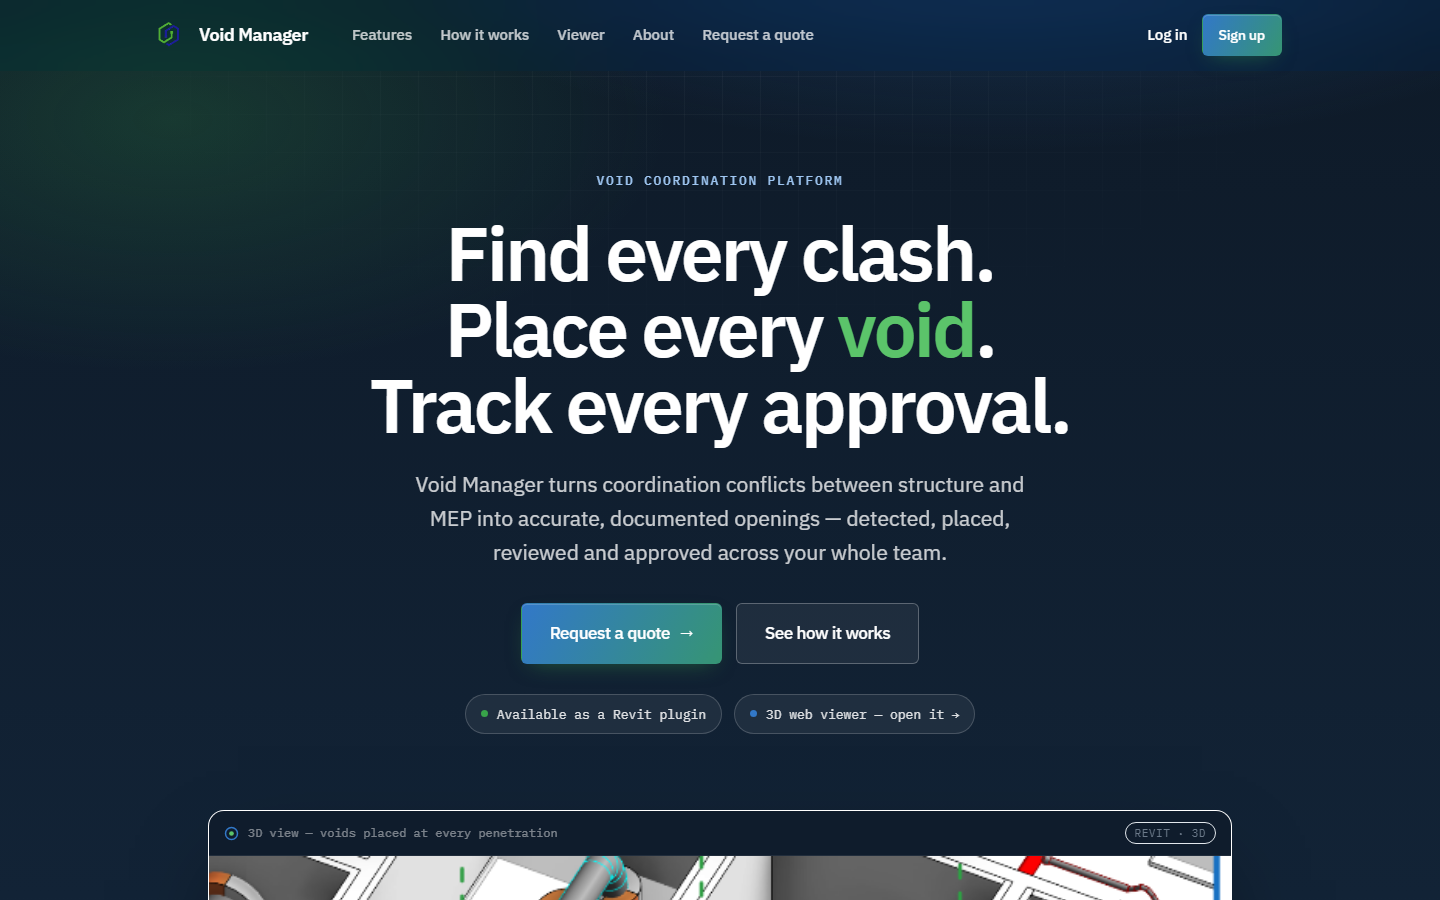 Void Manager
Features
How it works
Viewer
About
Request a quote
Log in
Sign up
VOID COORDINATION PLATFORM
Find every clash.
Place every void.
Track every approval.
Void Manager turns coordination conflicts between structure and
MEP into accurate, documented openings — detected, placed,
reviewed and approved across your whole team.
Request a quote →
See how it works
Available as a Revit plugin
3D web viewer — open it →
3D view — voids placed at every penetration
REVIT · 3D